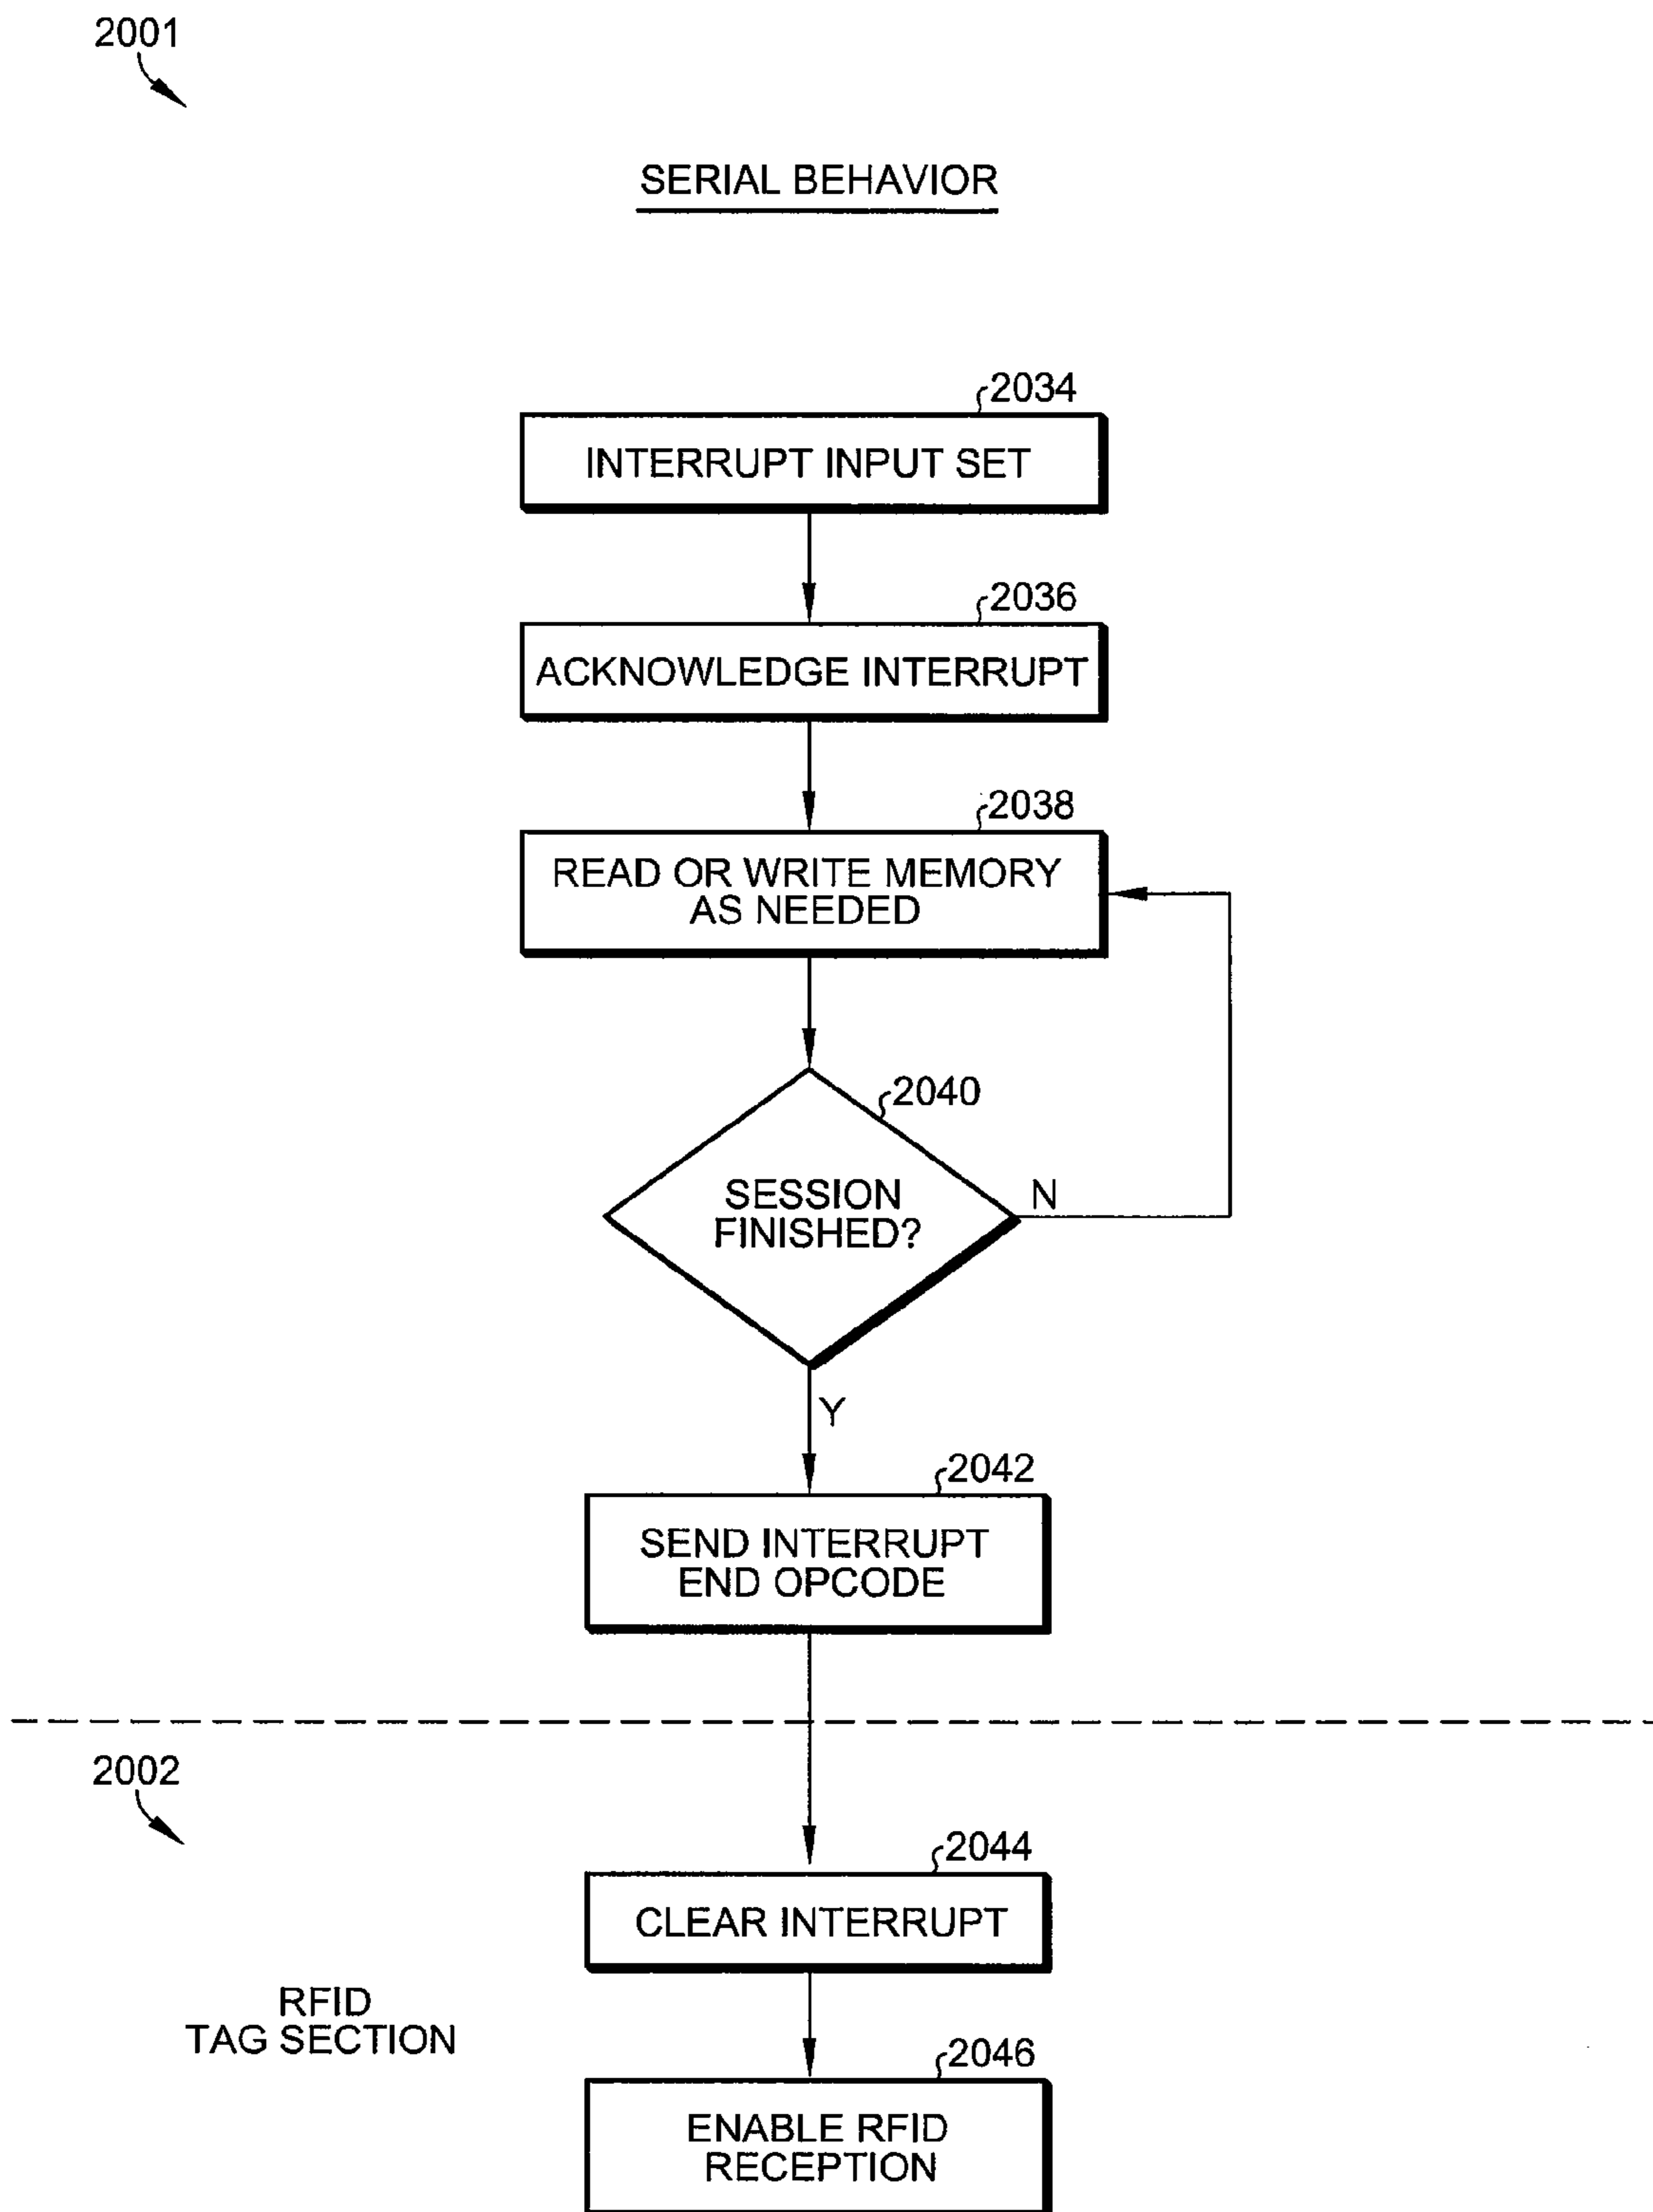 2001
SERIAL BEHAVIOR
2034
INTERRUPT INPUT SET
2036
ACKNOWLEDGE INTERRUPT
2038
READ OR WRITE MEMORY
AS NEEDED
2040
SESSION
FINISHED?
N
Y
2042
SEND INTERRUPT
END OPCODE
2002
2044
CLEAR INTERRUPT
RFID
TAG SECTION
2046
ENABLE RFID
RECEPTION